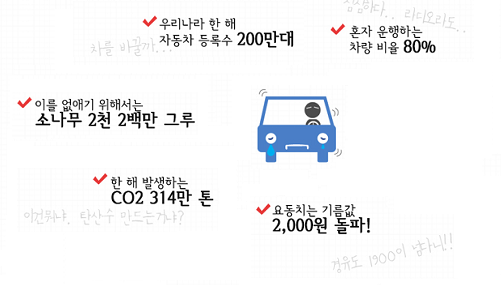 심심하다.. 라디오라도..
우리나라 한 해
자동차 등록수 200만대
혼자 운행하는
차량 비율 80%
차를 바꿀까...
이를 없애기 위해서는
소나무 2천 2백만 그루
한 해 발생하는
CO2 314만 톤
이건뭐냐, 탄산수 만드는거냐?
요동치는 기름값
2,000원 돌파!
경유도 1900이 넘다니!!